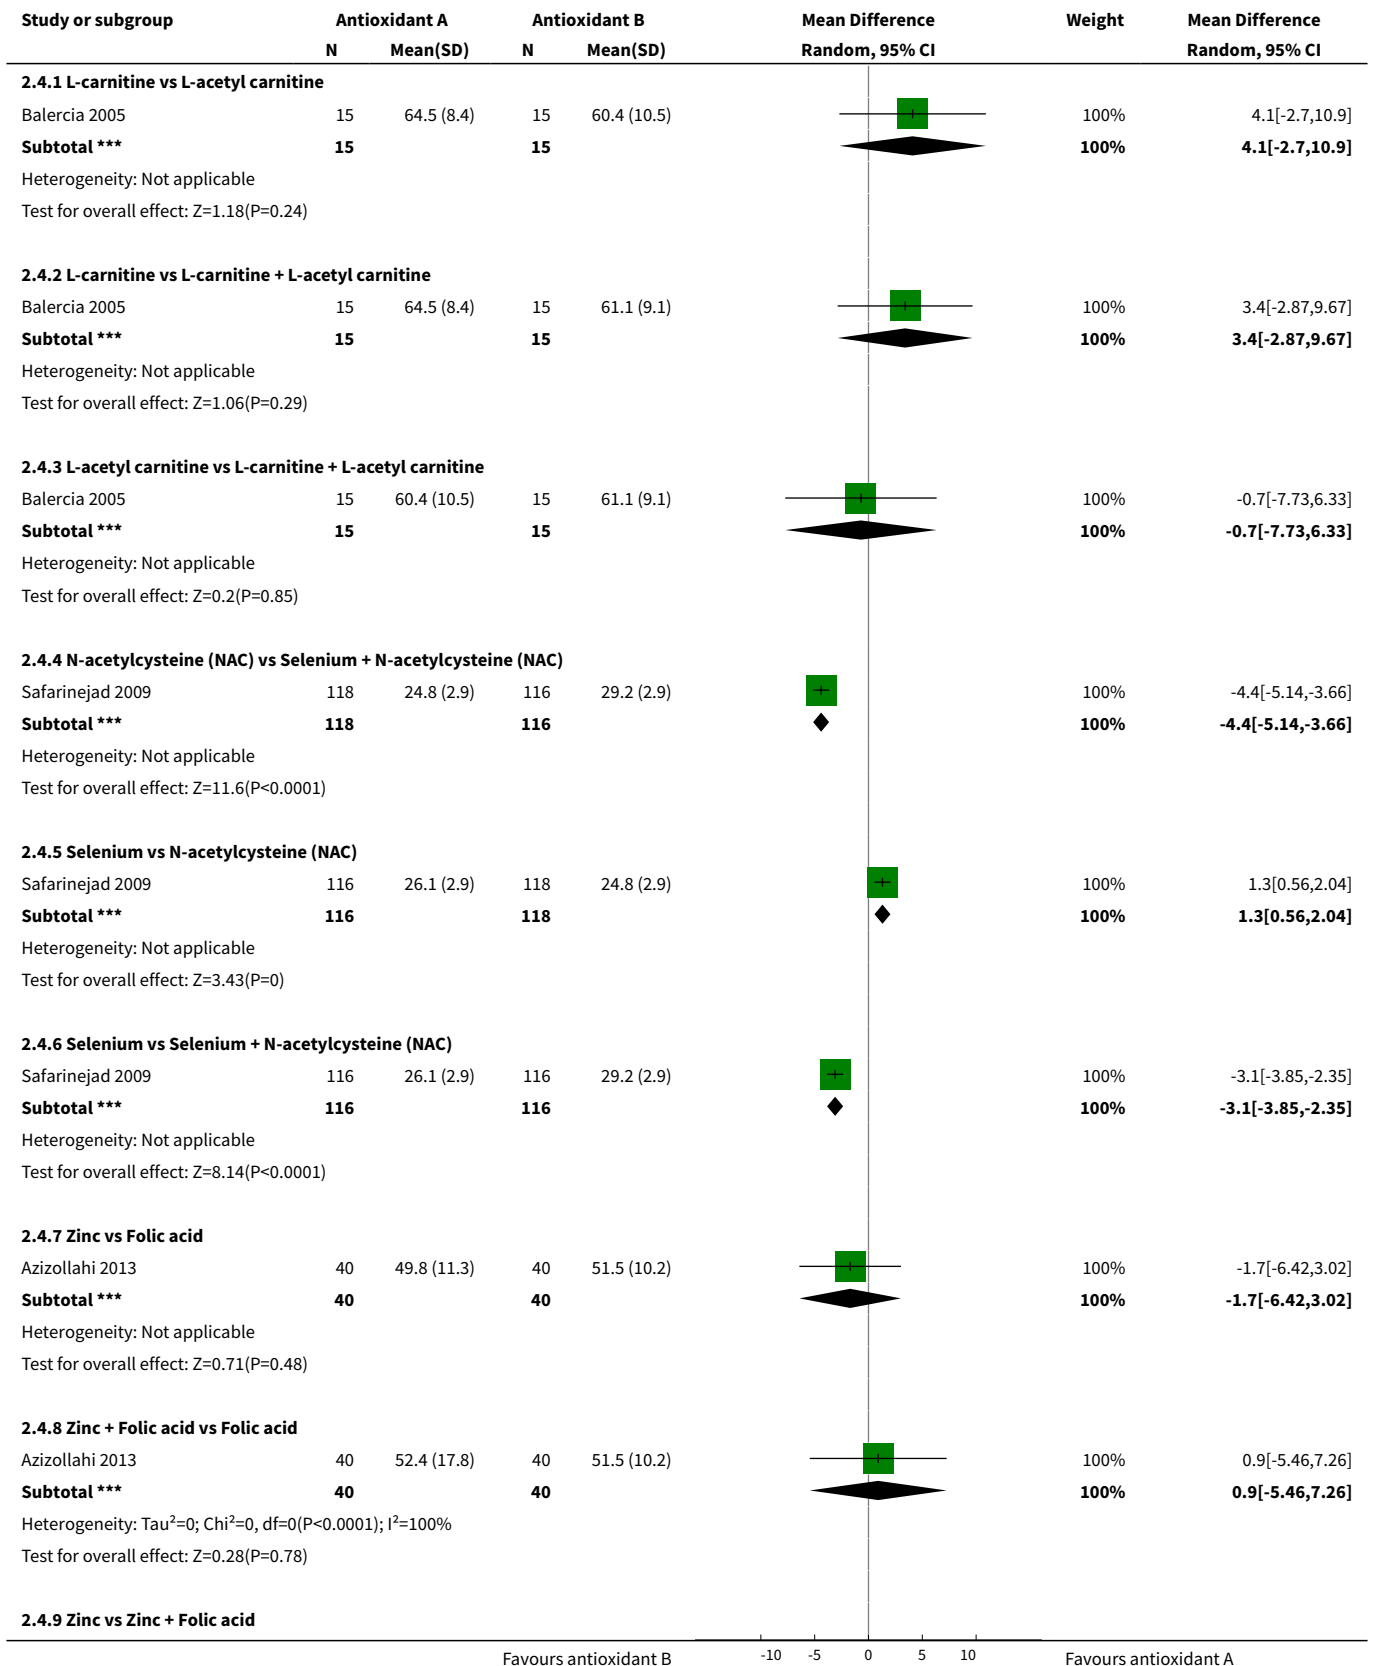 Study or subgroup Antioxidant A Antioxidant B Mean Difference Weight Mean Difference
N Mean(SD) N Mean(SD) Random, 95% CI Random, 95% CI
2.4.1 L-carnitine vs L-acetyl carnitine
Balercia 2005 15 64.5 (8.4) 15 60.4 (10.5) 100% 4.1[-2.7,10.9]
Subtotal *** 15 15 100% 4.1[-2.7,10.9]
Heterogeneity: Not applicable
Test for overall effect: Z=1.18(P=0.24)
2.4.2 L-carnitine vs L-carnitine + L-acetyl carnitine
Balercia 2005 15 64.5 (8.4) 15 61.1 (9.1) 100% 3.4[-2.87,9.67]
Subtotal *** 15 15 100% 3.4[-2.87,9.67]
Heterogeneity: Not applicable
Test for overall effect: Z=1.06(P=0.29)
2.4.3 L-acetyl carnitine vs L-carnitine + L-acetyl carnitine
Balercia 2005 15 60.4 (10.5) 15 61.1 (9.1) 100% -0.7[-7.73,6.33]
Subtotal *** 15 15 100% -0.7[-7.73,6.33]
Heterogeneity: Not applicable
Test for overall effect: Z=0.2(P=0.85)
2.4.4 N-acetylcysteine (NAC) vs Selenium + N-acetylcysteine (NAC)
Safarinejad 2009 118 24.8 (2.9) 116 29.2 (2.9) 100% -4.4[-5.14,-3.66]
Subtotal *** 118 116 100% -4.4[-5.14,-3.66]
Heterogeneity: Not applicable
Test for overall effect: Z=11.6(P<0.0001)
2.4.5 Selenium vs N-acetylcysteine (NAC)
Safarinejad 2009 116 26.1 (2.9) 118 24.8 (2.9) 100% 1.3[0.56,2.04]
Subtotal *** 116 118 100% 1.3[0.56,2.04]
Heterogeneity: Not applicable
Test for overall effect: Z=3.43(P=0)
2.4.6 Selenium vs Selenium + N-acetylcysteine (NAC)
Safarinejad 2009 116 26.1 (2.9) 116 29.2 (2.9) 100% -3.1[-3.85,-2.35]
Subtotal *** 116 116 100% -3.1[-3.85,-2.35]
Heterogeneity: Not applicable
Test for overall effect: Z=8.14(P<0.0001)
2.4.7 Zinc vs Folic acid
Azizollahi 2013 40 49.8 (11.3) 40 51.5 (10.2) 100% -1.7[-6.42,3.02]
Subtotal *** 40 40 100% -1.7[-6.42,3.02]
Heterogeneity: Not applicable
Test for overall effect: Z=0.71(P=0.48)
2.4.8 Zinc + Folic acid vs Folic acid
Azizollahi 2013 40 52.4 (17.8) 40 51.5 (10.2) 100% 0.9[-5.46,7.26]
Subtotal *** 40 40 100% 0.9[-5.46,7.26]
Heterogeneity: Tau²=0; Chi²=0, df=0(P<0.0001); I²=100%
Test for overall effect: Z=0.28(P=0.78)
2.4.9 Zinc vs Zinc + Folic acid
Favours antioxidant B -10 -5 0 5 10 Favours antioxidant A